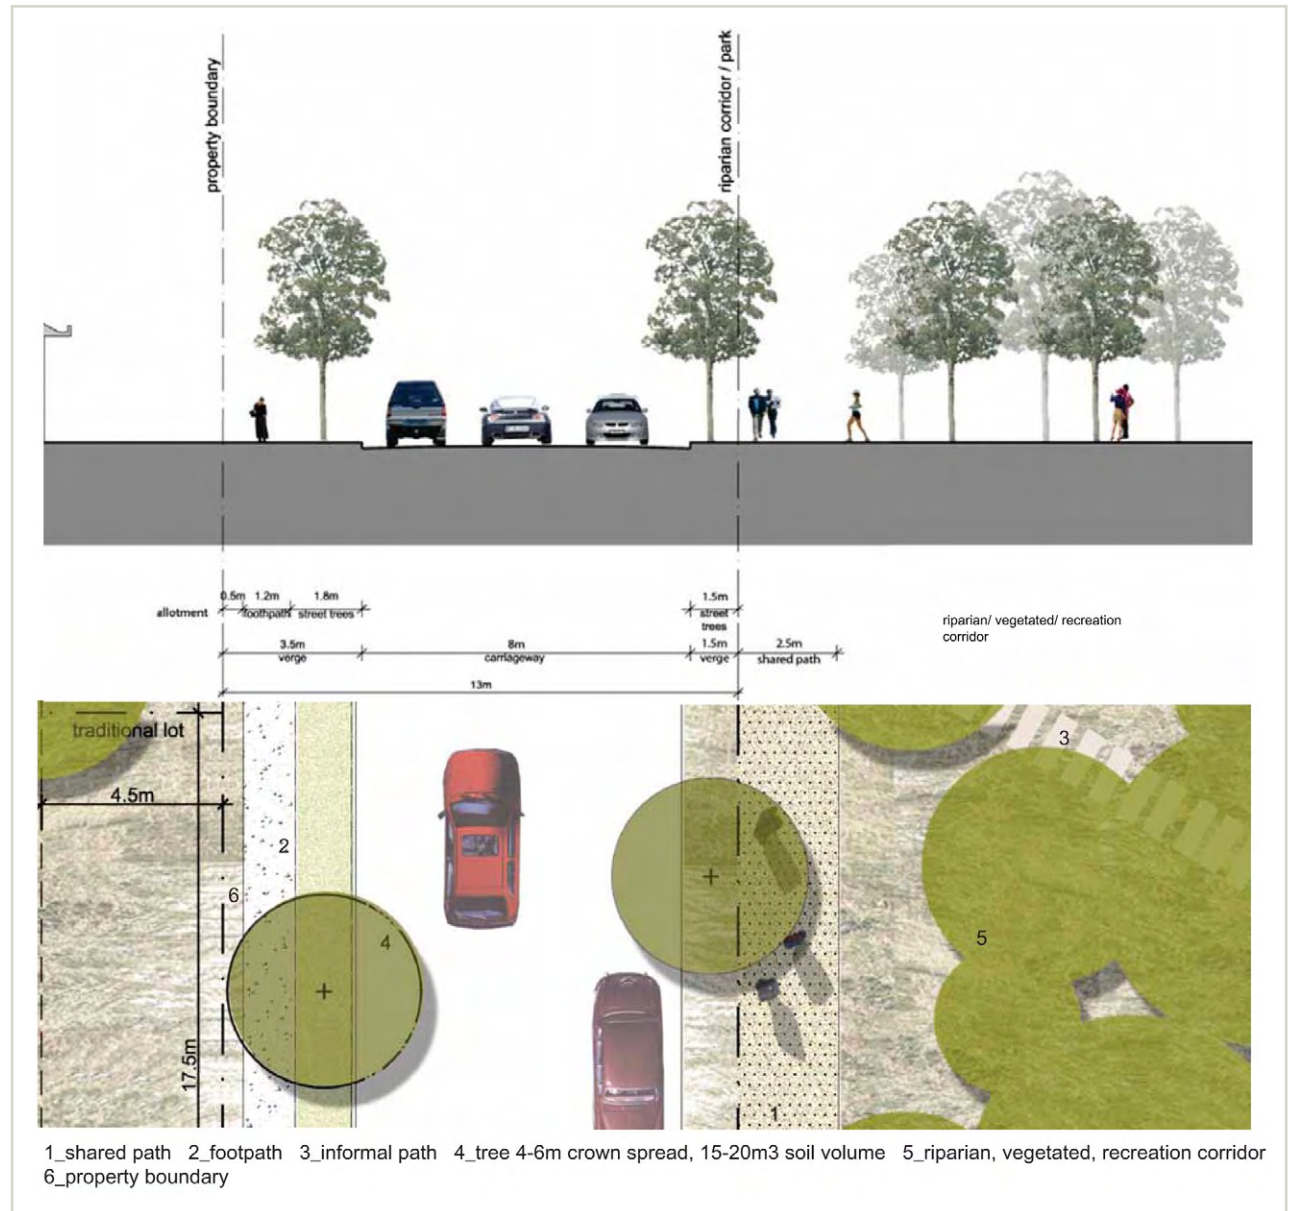 property boundary
riparian corridor / park
0.5m 1.2m 1.8m 1.5m
allotment footpath street trees street
trees
riparian/ vegetated/ recreation
corridor
3.5m 8m 1.5m 2.5m
verge carriageway verge shared path
13m
traditional lot
3
4.5m
2
6
4
5
17.5m
1
1_shared path 2_footpath 3_informal path 4_tree 4-6m crown spread, 15-20m3 soil volume 5_riparian, vegetated, recreation corridor
6_property boundary